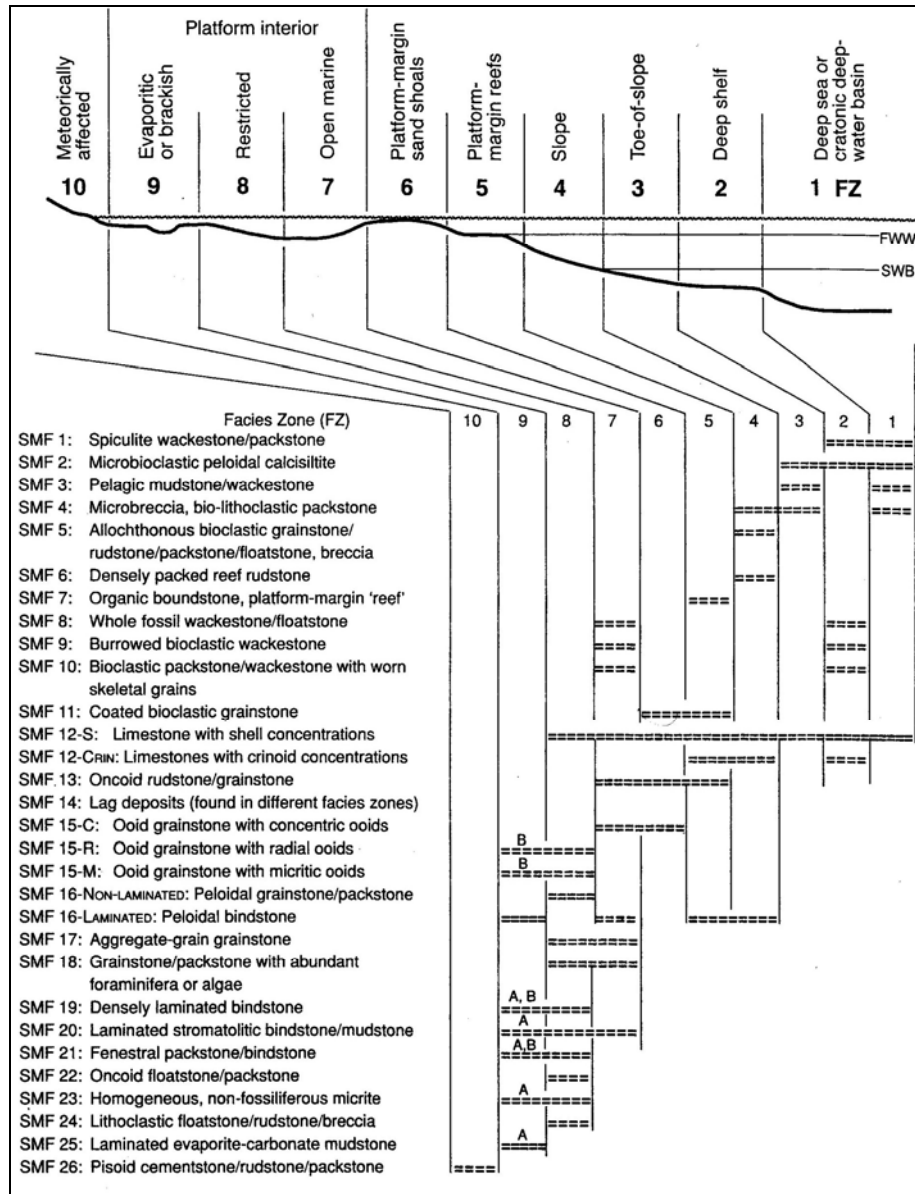 Platform interior
Meteorically
affected
10
Evaporitic
or brackish
9
Restricted
8
Open marine
7
Platform-margin
sand shoals
6
Platform-
margin reefs
5
Slope
4
Toe-of-slope
3
Deep shelf
2
Deep sea or
cratonic deep-
water basin
1 FZ
FWW
SWB
Facies Zone (FZ) 10 9 8 7 6 5 4 3 2 1
SMF 1: Spiculite wackestone/packstone
SMF 2: Microbioclastic peloidal calcisiltite
SMF 3: Pelagic mudstone/wackestone
SMF 4: Microbreccia, bio-lithoclastic packstone
SMF 5: Allochthonous bioclastic grainstone/
rudstone/packstone/floatstone, breccia
SMF 6: Densely packed reef rudstone
SMF 7: Organic boundstone, platform-margin 'reef'
SMF 8: Whole fossil wackestone/floatstone
SMF 9: Burrowed bioclastic wackestone
SMF 10: Bioclastic packstone/wackestone with worn
skeletal grains
SMF 11: Coated bioclastic grainstone
SMF 12-S: Limestone with shell concentrations
SMF 12-CRIN: Limestones with crinoid concentrations
SMF 13: Oncoid rudstone/grainstone
SMF 14: Lag deposits (found in different facies zones)
SMF 15-C: Ooid grainstone with concentric ooids
SMF 15-R: Ooid grainstone with radial ooids B
SMF 15-M: Ooid grainstone with micritic ooids B
SMF 16-NON-LAMINATED: Peloidal grainstone/packstone
SMF 16-LAMINATED: Peloidal bindstone
SMF 17: Aggregate-grain grainstone
SMF 18: Grainstone/packstone with abundant
foraminifera or algae
SMF 19: Densely laminated bindstone A, B
SMF 20: Laminated stromatolitic bindstone/mudstone A
SMF 21: Fenestral packstone/bindstone A,B
SMF 22: Oncoid floatstone/packstone
SMF 23: Homogeneous, non-fossiliferous micrite A
SMF 24: Lithoclastic floatstone/rudstone/breccia
SMF 25: Laminated evaporite-carbonate mudstone A
SMF 26: Pisoid cementstone/rudstone/packstone